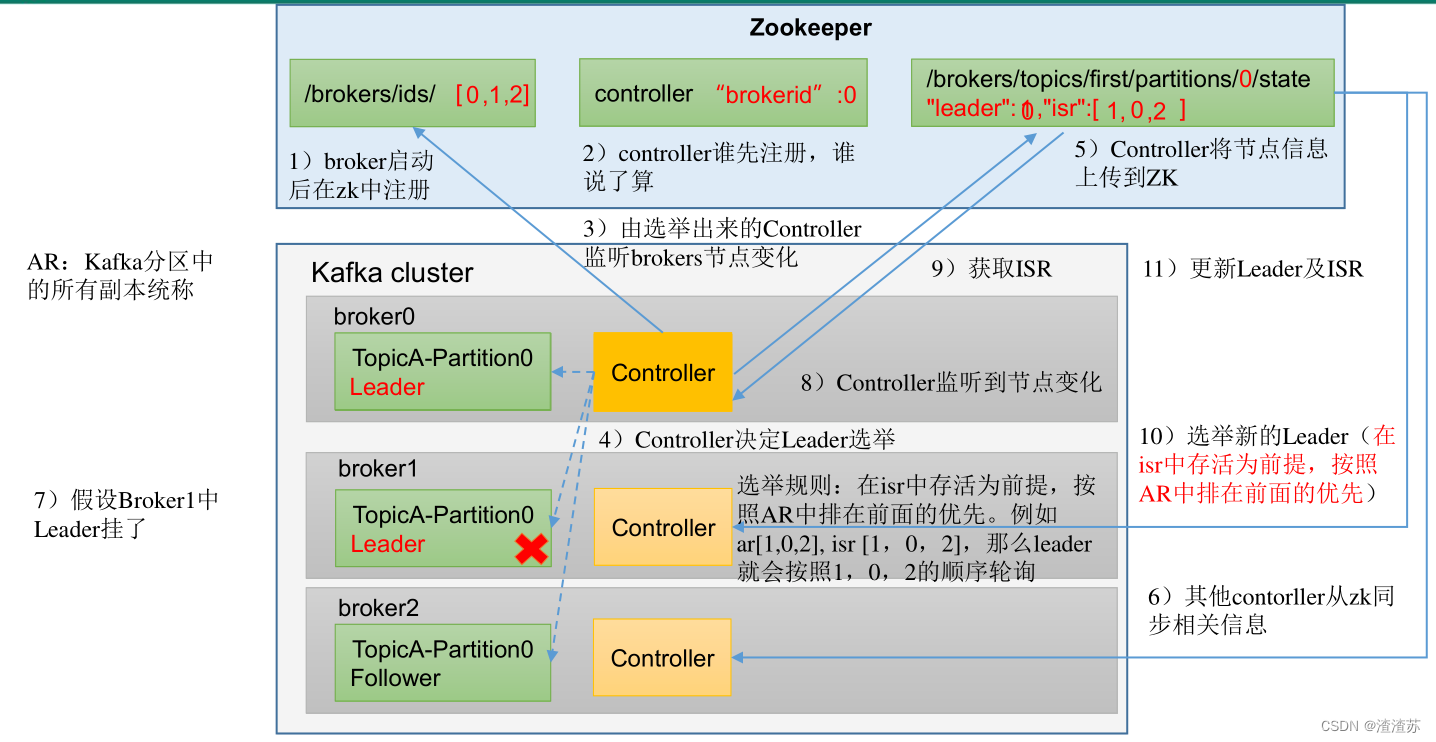 Zookeeper
/brokers/ids/ [0,1,2]
controller “brokerid”:0
/brokers/topics/first/partitions/0/state
"leader": ,"isr":[ 1, 0 ,2 ]
1）broker启动
后在zk中注册
2）controller谁先注册，谁
说了算
5）Controller将节点信息
上传到ZK
3）由选举出来的Controller
监听brokers节点变化
AR：Kafka分区中
的所有副本统称
Kafka cluster
9）获取ISR
11）更新Leader及ISR
broker0
TopicA-Partition0
Leader
Controller
8）Controller监听到节点变化
4）Controller决定Leader选举
10）选举新的Leader（在
isr中存活为前提，按照
AR中排在前面的优先）
7）假设Broker1中
Leader挂了
broker1
TopicA-Partition0
Leader
Controller
选举规则：在isr中存活为前提，按
照AR中排在前面的优先。例如
ar[1,0,2], isr [1，0，2]，那么leader
就会按照1，0，2的顺序轮询
broker2
TopicA-Partition0
Follower
Controller
6）其他contorller从zk同
步相关信息
CSDN @渣渣苏